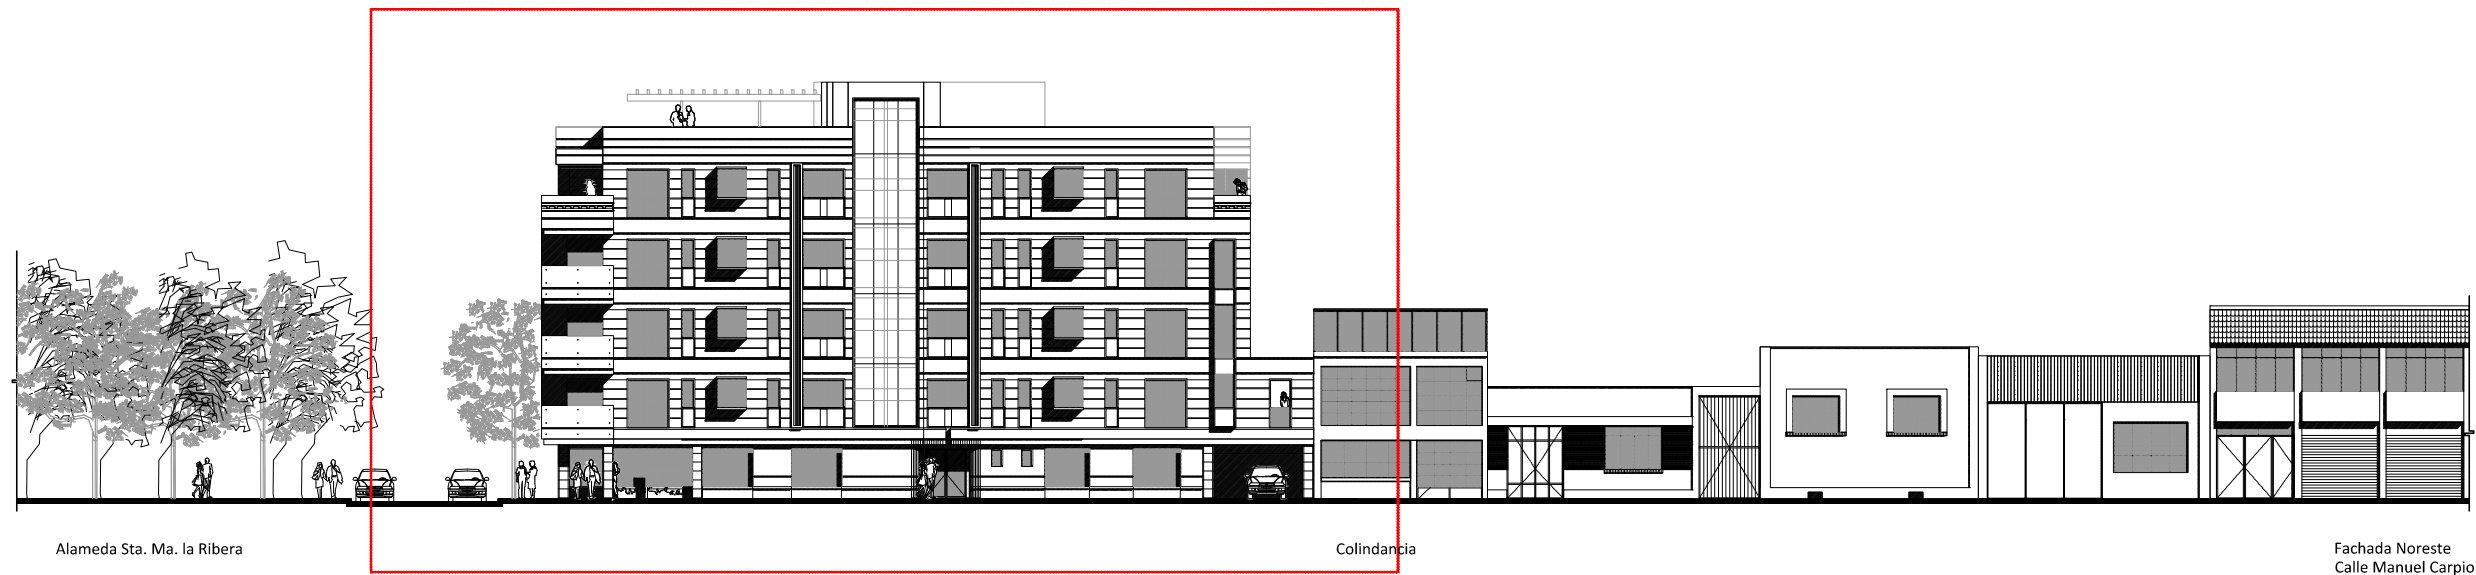 Alameda Sta. Ma. la Ribera
Colindancia
Fachada Noreste
Calle Manuel Carpio